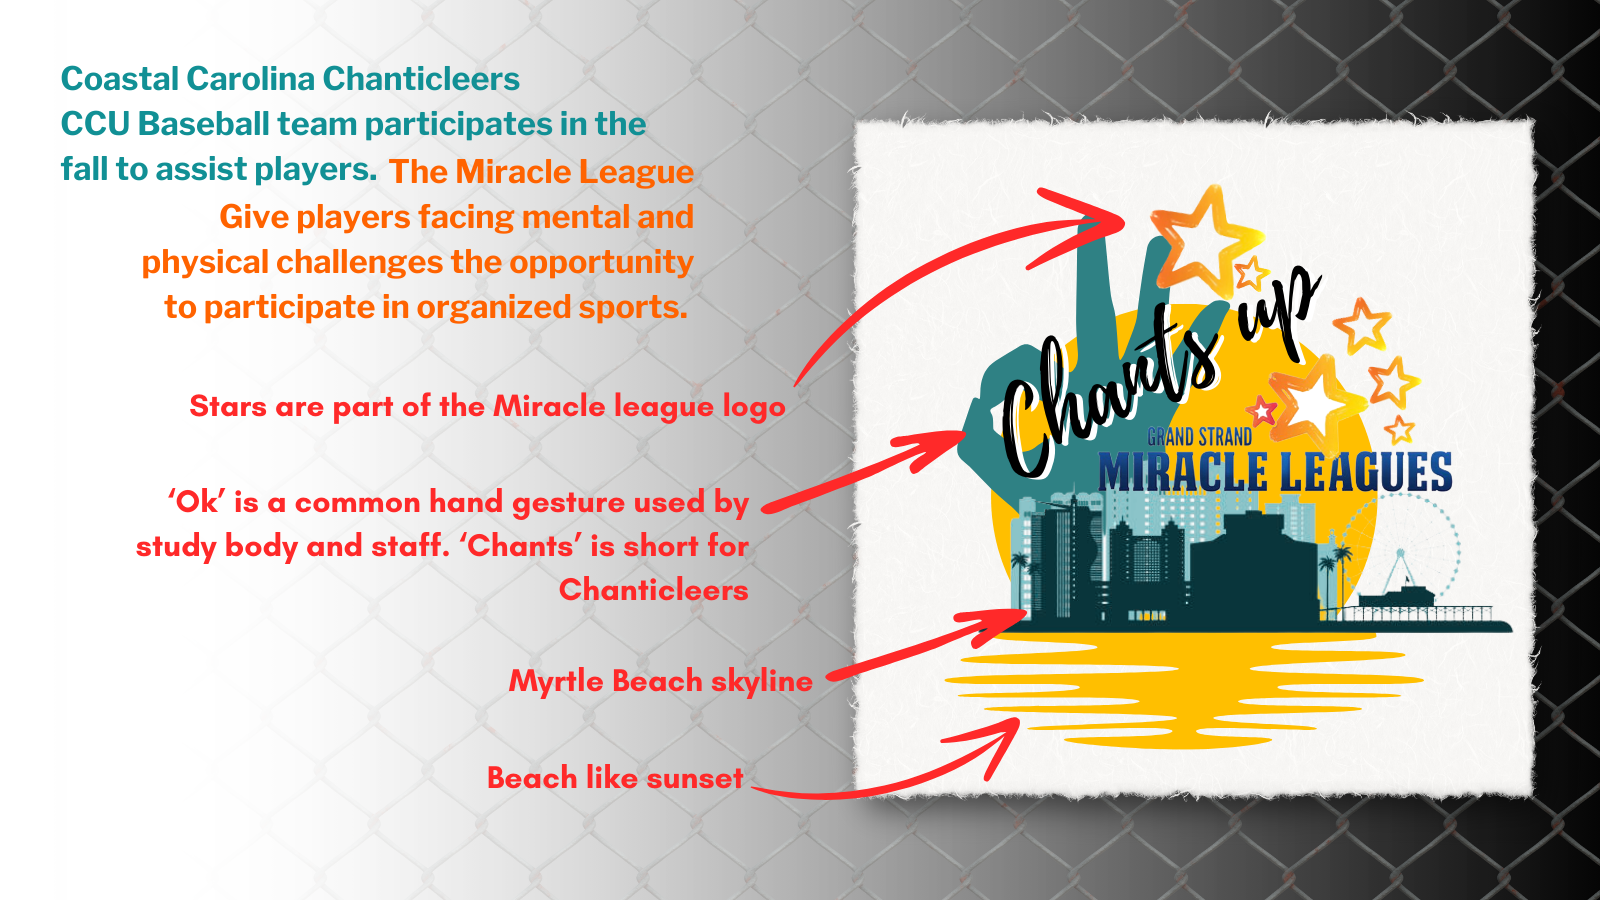 Coastal Carolina Chanticleers
CCU Baseball team participates in the
fall to assist players.
The Miracle League
Give players facing mental and
physical challenges the opportunity
to participate in organized sports.
Stars are part of the Miracle league logo
‘Ok’ is a common hand gesture used by
study body and staff. ‘Chants’ is short for
Chanticleers
Myrtle Beach skyline
Beach like sunset
Chants up
GRAND STRAND
MIRACLE LEAGUES